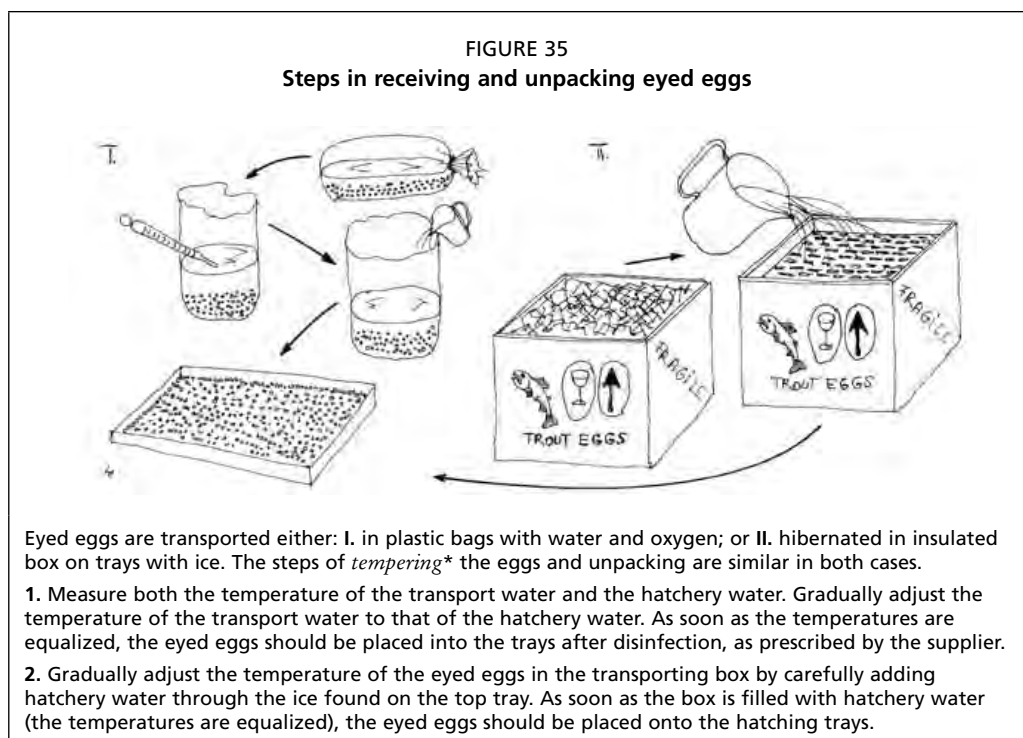 FIGURE 35
Steps in receiving and unpacking eyed eggs
I.
II.
FRAGILE
TROUT EGGS
FRAGILE
TROUT EGGS
Eyed eggs are transported either: I. in plastic bags with water and oxygen; or II. hibernated in insulated
box on trays with ice. The steps of tempering* the eggs and unpacking are similar in both cases.
1. Measure both the temperature of the transport water and the hatchery water. Gradually adjust the
temperature of the transport water to that of the hatchery water. As soon as the temperatures are
equalized, the eyed eggs should be placed into the trays after disinfection, as prescribed by the supplier.
2. Gradually adjust the temperature of the eyed eggs in the transporting box by carefully adding
hatchery water through the ice found on the top tray. As soon as the box is filled with hatchery water
(the temperatures are equalized), the eyed eggs should be placed onto the hatching trays.